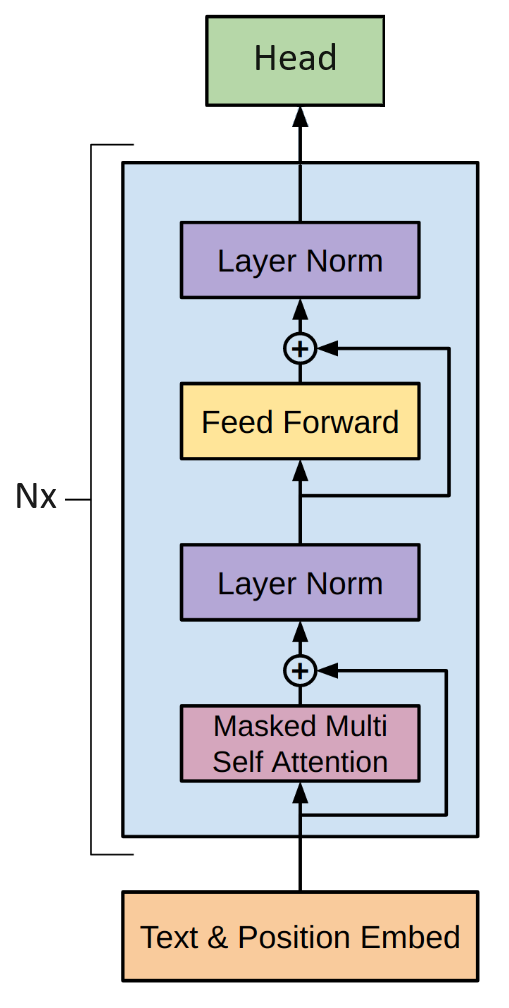 Head
Layer Norm
+
Feed Forward
Nx
Layer Norm
+
Masked Multi
Self Attention
Text & Position Embed